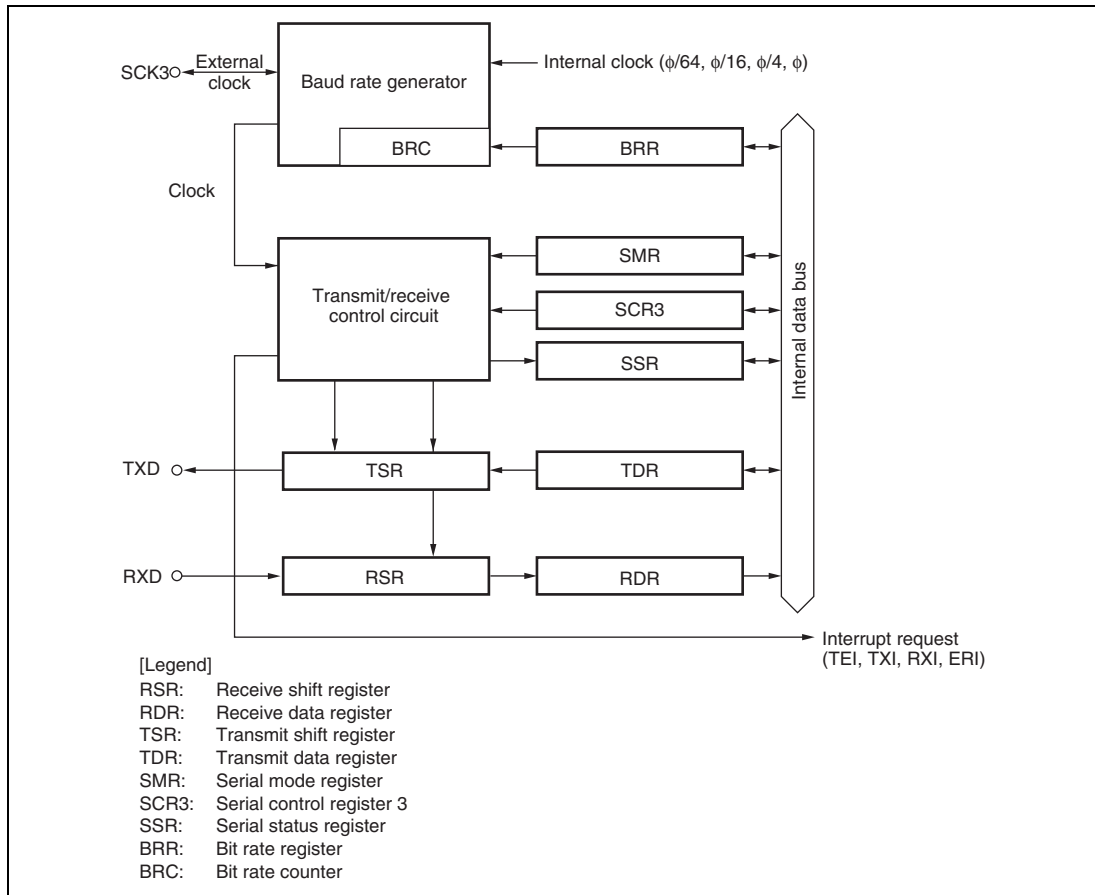 SCK3
External
clock
Baud rate generator
Internal clock (ϕ/64, ϕ/16, ϕ/4, ϕ)
BRC
BRR
Clock
Transmit/receive
control circuit
SMR
SCR3
SSR
Internal data bus
TXD
TSR
TDR
RXD
RSR
RDR
Interrupt request
(TEI, TXI, RXI, ERI)
[Legend]
RSR: Receive shift register
RDR: Receive data register
TSR: Transmit shift register
TDR: Transmit data register
SMR: Serial mode register
SCR3: Serial control register 3
SSR: Serial status register
BRR: Bit rate register
BRC: Bit rate counter